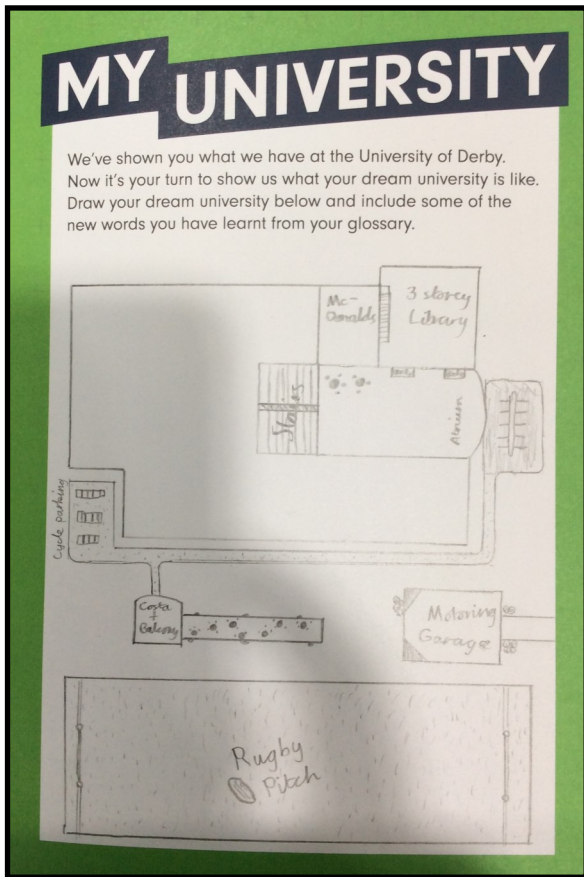 MY UNIVERSITY
We've shown you what we have at the University of Derby.
Now it's your turn to show us what your dream university is like.
Draw your dream university below and include some of the
new words you have learnt from your glossary.
Mc-
Donalds
3 storey
Library
Stairs
Cycle parking
Costa
+
Balcony
Motoring
Garage
Rugby
Pitch